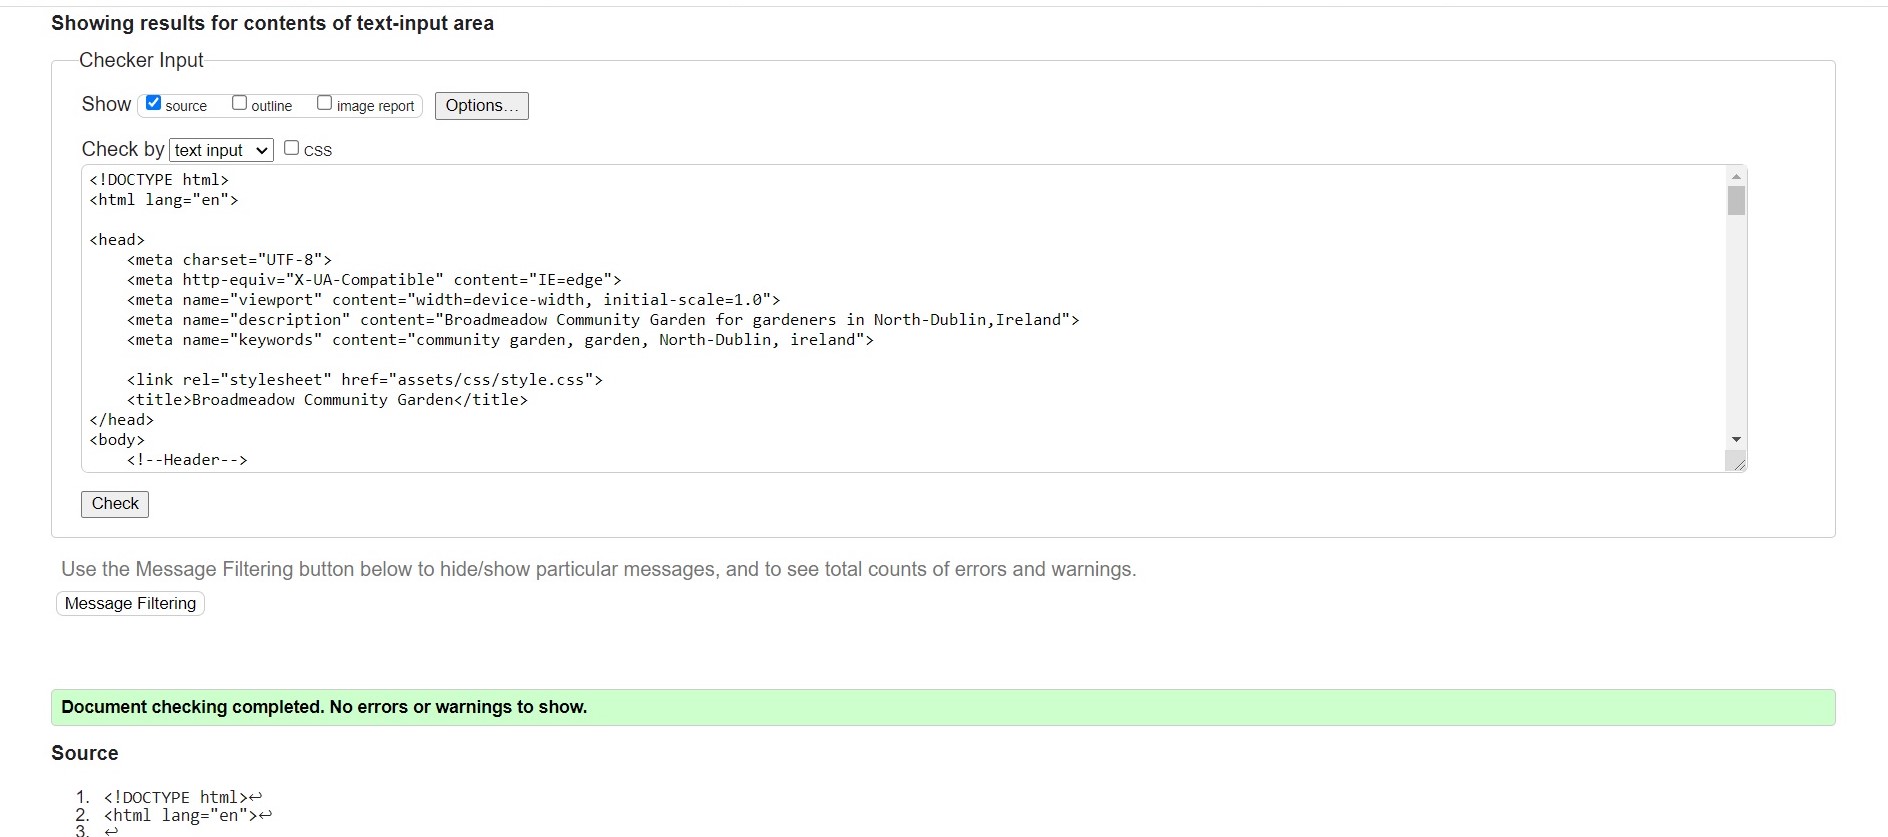 Showing results for contents of text-input area
Checker Input
Show source outline image report Options...
Check by text input CSS
<!DOCTYPE html>
<html lang="en">
<head>
    <meta charset="UTF-8">
    <meta http-equiv="X-UA-Compatible" content="IE=edge">
    <meta name="viewport" content="width=device-width, initial-scale=1.0">
    <meta name="description" content="Broadmeadow Community Garden for gardeners in North-Dublin,Ireland">
    <meta name="keywords" content="community garden, garden, North-Dublin, ireland">
    <link rel="stylesheet" href="assets/css/style.css">
    <title>Broadmeadow Community Garden</title>
</head>
<body>
    <!--Header-->
Check
Use the Message Filtering button below to hide/show particular messages, and to see total counts of errors and warnings.
Message Filtering
Document checking completed. No errors or warnings to show.
Source
1. <!DOCTYPE html>↩
2. <html lang="en">↩
3. ↩